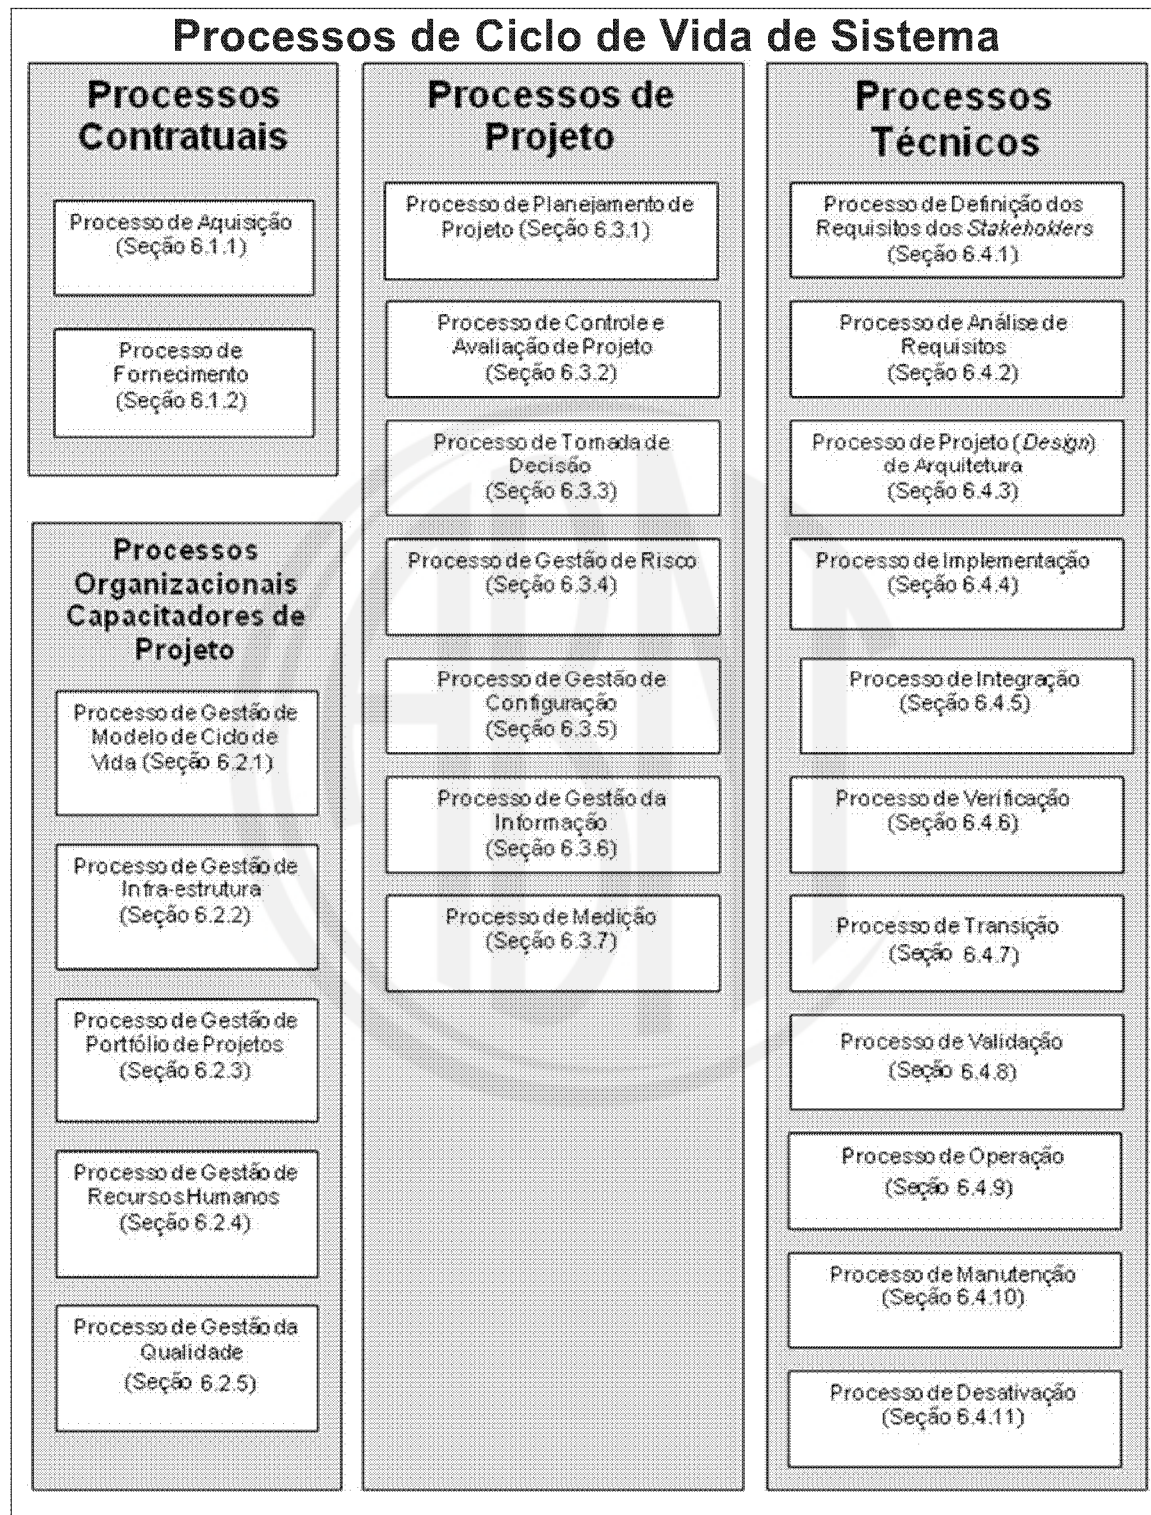 Processos de Ciclo de Vida de Sistema
Processos
Contratuais
Processo de Aquisição
(Seção 6.1.1)
Processo de
Fornecimento
(Seção 6.1.2)
Processos
Organizacionais
Capacitadores de
Projeto
Processo de Gestão de
Modelo de Ciclo de
Vida (Seção 6.2.1)
Processo de Gestão de
Infra-estrutura
(Seção 6.2.2)
Processo de Gestão de
Portfólio de Projetos
(Seção 6.2.3)
Processo de Gestão de
Recursos Humanos
(Seção 6.2.4)
Processo de Gestão da
Qualidade
(Seção 6.2.5)
Processos de
Projeto
Processo de Planejamento de
Projeto (Seção 6.3.1)
Processo de Controle e
Avaliação de Projeto
(Seção 6.3.2)
Processo de Tomada de
Decisão
(Seção 6.3.3)
Processo de Gestão de Risco
(Seção 6.3.4)
Processo de Gestão de
Configuração
(Seção 6.3.5)
Processo de Gestão da
Informação
(Seção 6.3.6)
Processo de Medição
(Seção 6.3.7)
Processos
Técnicos
Processo de Definição dos
Requisitos dos Stakeholders
(Seção 6.4.1)
Processo de Análise de
Requisitos
(Seção 6.4.2)
Processo de Projeto (Design)
de Arquitetura
(Seção 6.4.3)
Processo de Implementação
(Seção 6.4.4)
Processo de Integração
(Seção 6.4.5)
Processo de Verificação
(Seção 6.4.6)
Processo de Transição
(Seção 6.4.7)
Processo de Validação
(Seção 6.4.8)
Processo de Operação
(Seção 6.4.9)
Processo de Manutenção
(Seção 6.4.10)
Processo de Desativação
(Seção 6.4.11)
ABNT